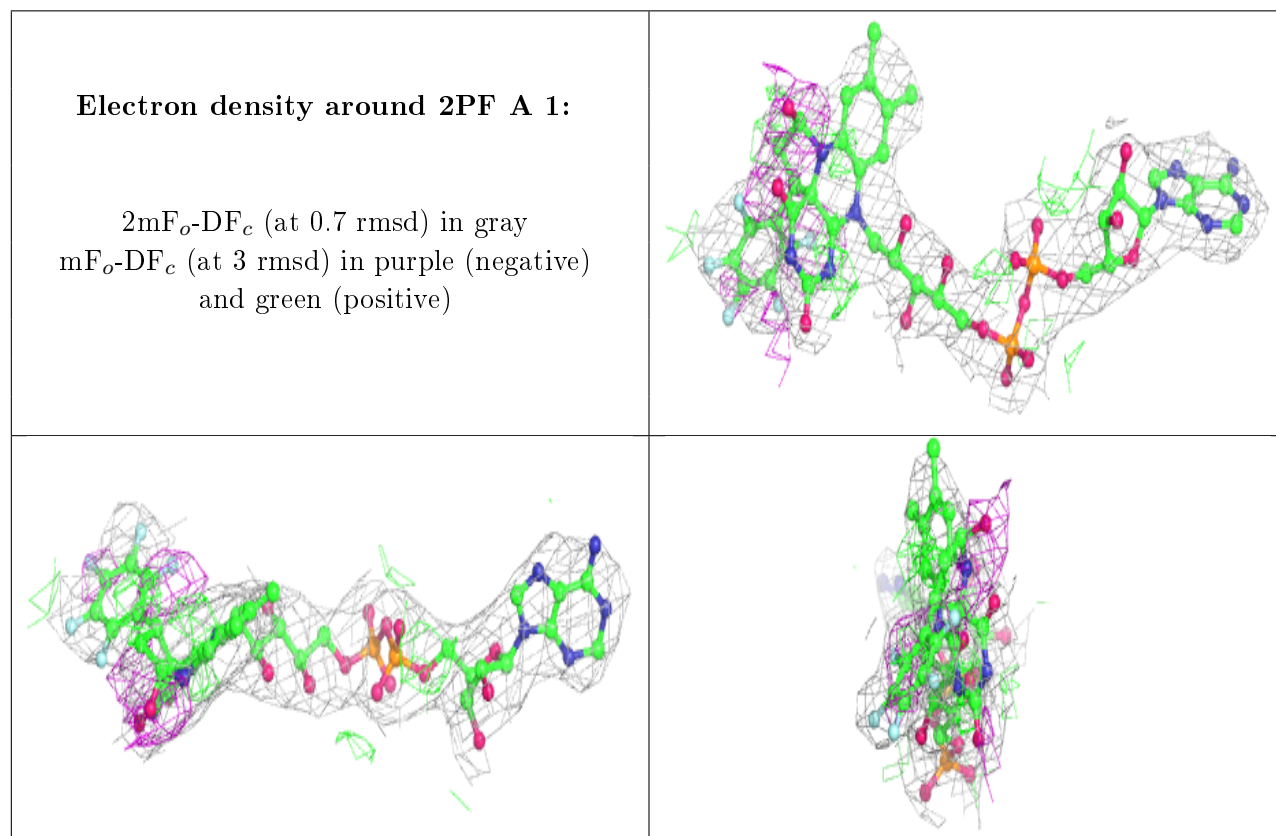 Electron density around 2PF A 1:
2mFo-DFc (at 0.7 rmsd) in gray
mFo-DFc (at 3 rmsd) in purple (negative)
and green (positive)